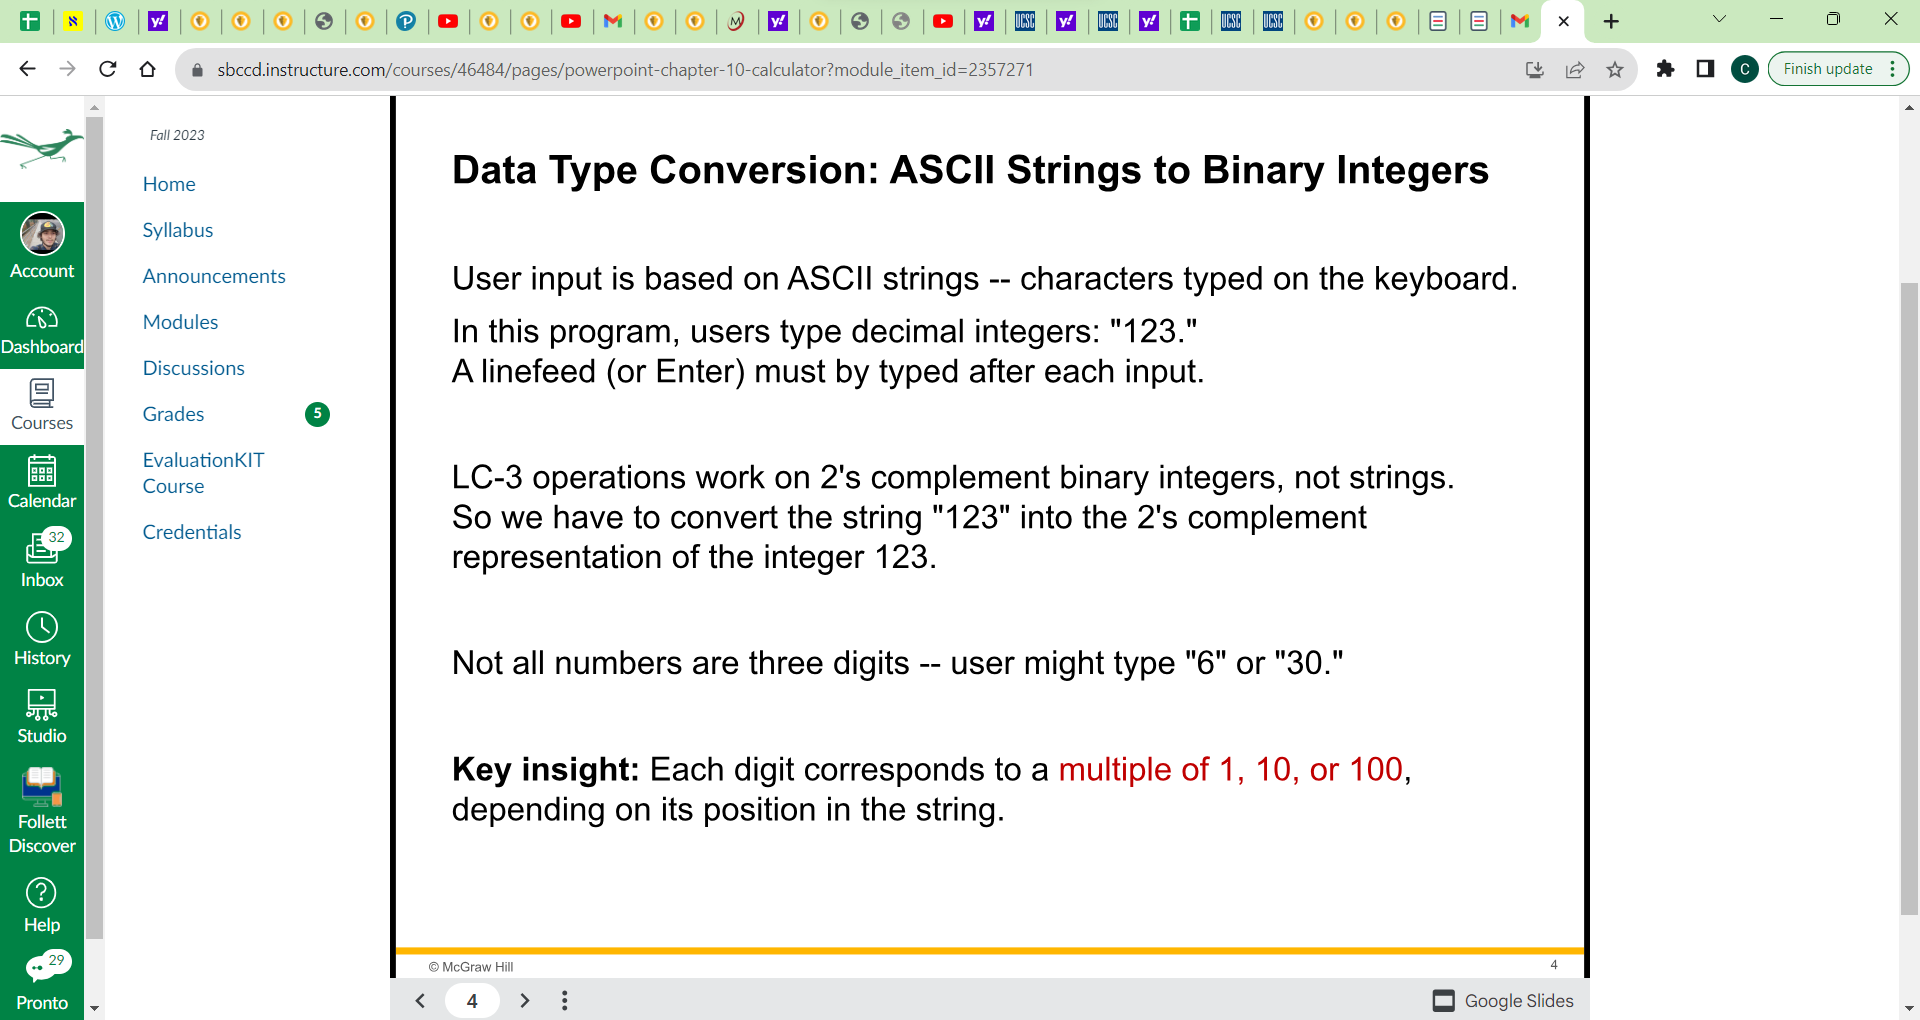 sbccd.instructure.com/courses/46484/pages/powerpoint-chapter-10-calculator?module_item_id=2357271
C
Finish update
Fall 2023
Home
Syllabus
Announcements
Modules
Discussions
Grades
5
EvaluationKIT
Course
Credentials
Account
Dashboard
Courses
Calendar
32
Inbox
History
Studio
Follett
Discover
Help
29
Pronto
Data Type Conversion: ASCII Strings to Binary Integers
User input is based on ASCII strings -- characters typed on the keyboard.
In this program, users type decimal integers: "123."
A linefeed (or Enter) must by typed after each input.
LC-3 operations work on 2's complement binary integers, not strings.
So we have to convert the string "123" into the 2's complement
representation of the integer 123.
Not all numbers are three digits -- user might type "6" or "30."
Key insight: Each digit corresponds to a multiple of 1, 10, or 100,
depending on its position in the string.
© McGraw Hill
4
4
Google Slides